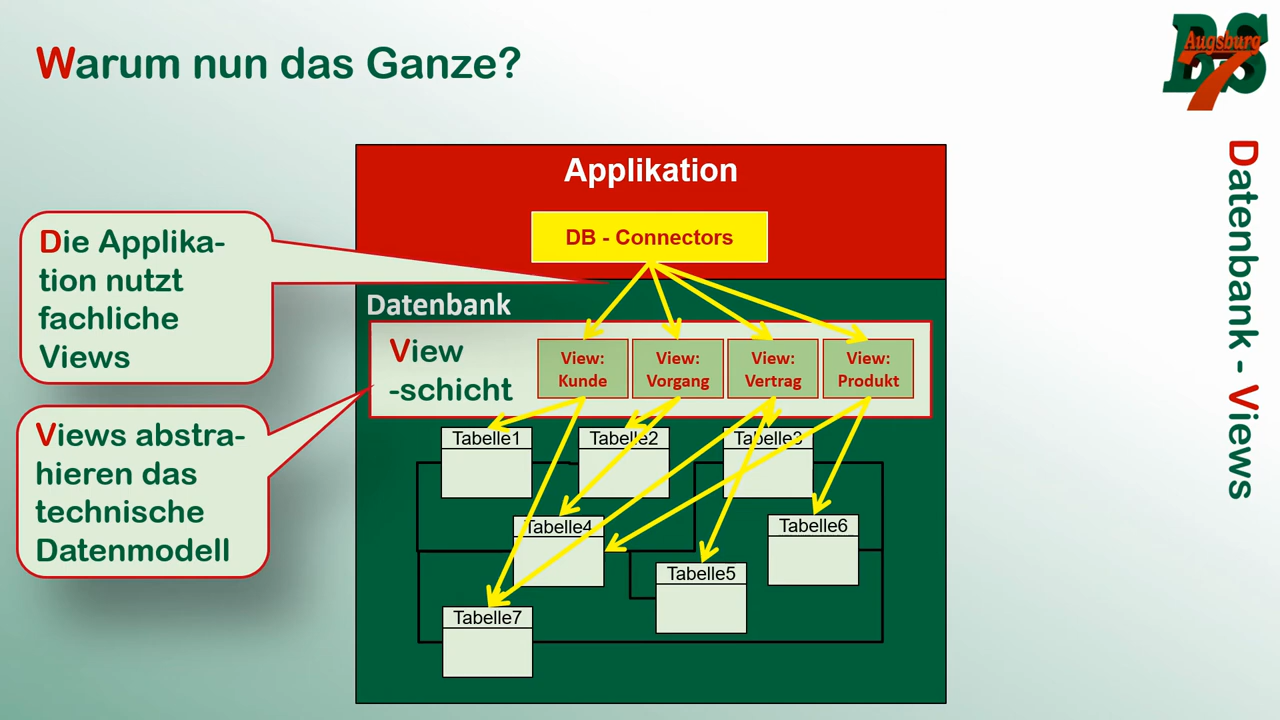 Warum nun das Ganze?
Augsburg
BS
7
Datenbank - Views
Applikation
DB - Connectors
Die Applika-
tion nutzt
fachliche
Views
Datenbank
View
-schicht
View:
Kunde
View:
Vorgang
View:
Vertrag
View:
Produkt
Views abstra-
hieren das
technische
Datenmodell
Tabelle1
Tabelle2
Tabelle3
Tabelle4
Tabelle6
Tabelle5
Tabelle7